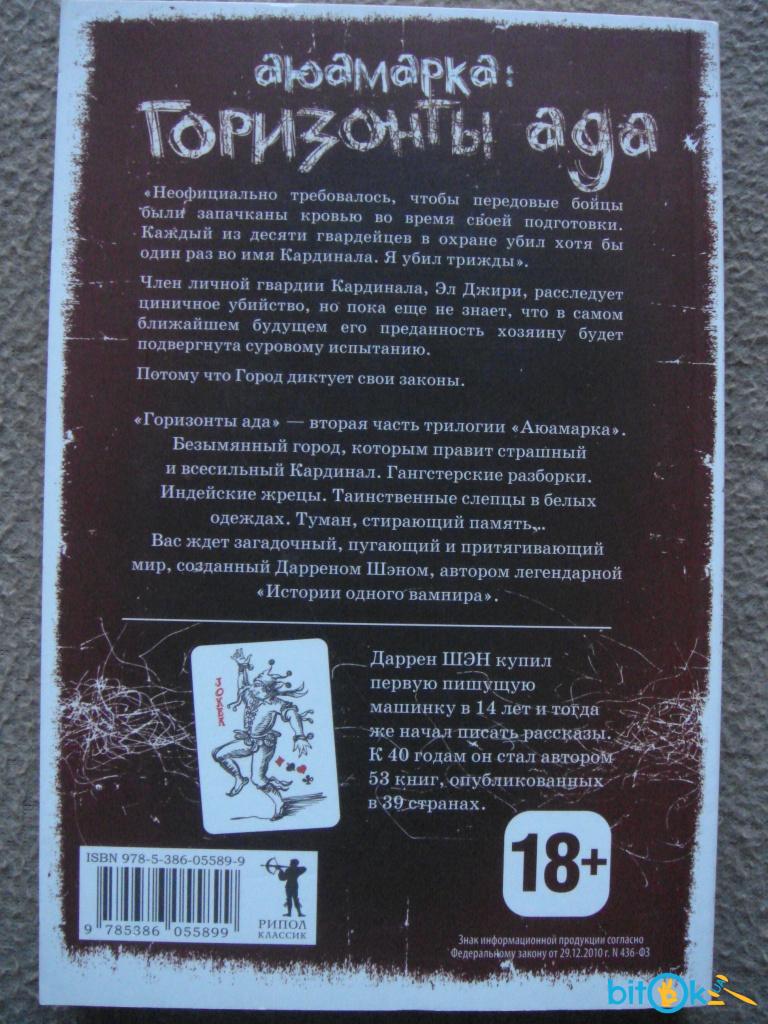 аюамарка:
горизонты ада
«Неофициально требовалось, чтобы передовые бойцы
были запачканы кровью во время своей подготовки.
Каждый из десяти гвардейцев в охране убил хотя бы
один раз во имя Кардинала. Я убил трижды».
Член личной гвардии Кардинала, Эл Джири, расследует
циничное убийство, но пока еще не знает, что в самом
ближайшем будущем его преданность хозяину будет
подвергнута суровому испытанию.
Потому что Город диктует свои законы.
«Горизонты ада» — вторая часть трилогии «Аюамарка».
Безымянный город, которым правит страшный
и всесильный Кардинал. Гангстерские разборки.
Индейские жрецы. Таинственные слепцы в белых
одеждах. Туман, стирающий память...
Вас ждет загадочный, пугающий и притягивающий
мир, созданный Дарреном Шэном, автором легендарной
«Истории одного вампира».
JOKER
Даррен ШЭН купил
первую пишущую
машинку в 14 лет и тогда
же начал писать рассказы.
К 40 годам он стал автором
53 книг, опубликованных
в 39 странах.
18+
ISBN 978-5-386-05589-9
9 785386 055899
РИПОЛ
КЛАССИК
Знак информационной продукции согласно
Федеральному закону от 29.12.2010 г. N 436-ФЗ
bitok
UA